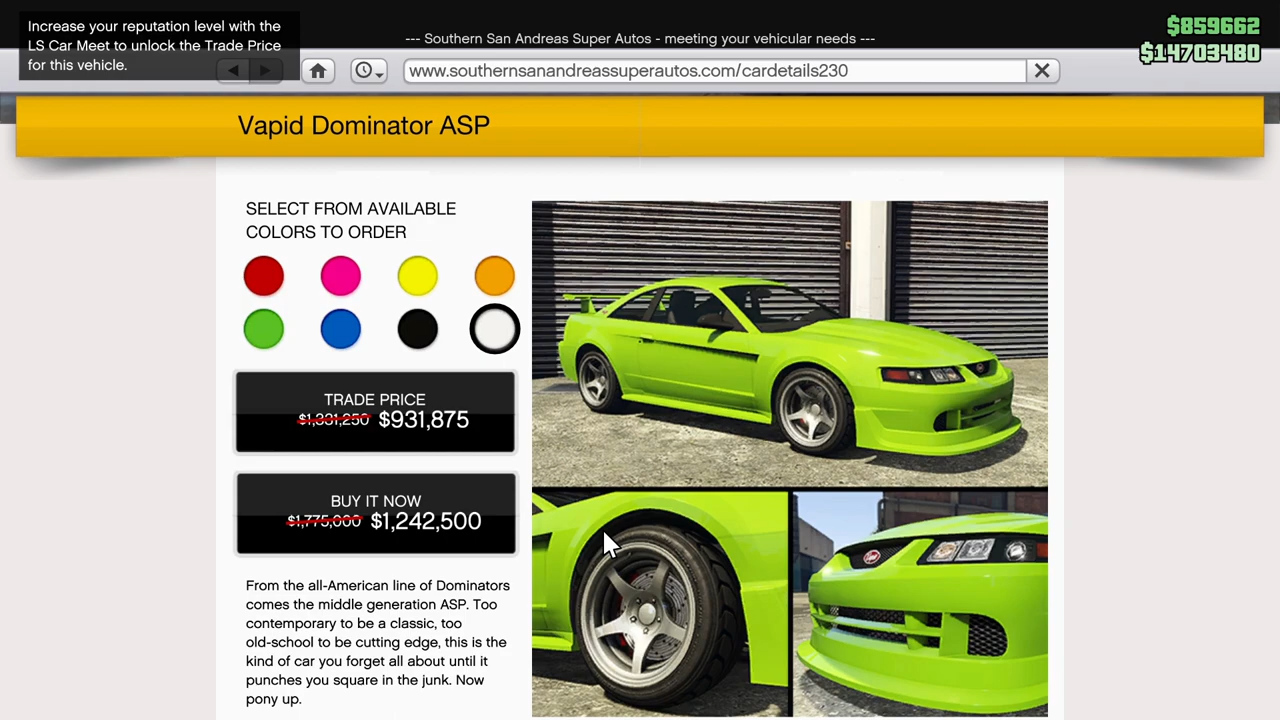 Increase your reputation level with the
LS Car Meet to unlock the Trade Price
for this vehicle.
$859662
$14703480
--- Southern San Andreas Super Autos - meeting your vehicular needs ---
www.southernsanandreassuperautos.com/cardetails230
Vapid Dominator ASP
SELECT FROM AVAILABLE
COLORS TO ORDER
TRADE PRICE
$1,331,250 $931,875
BUY IT NOW
$1,775,000 $1,242,500
From the all-American line of Dominators
comes the middle generation ASP. Too
contemporary to be a classic, too
old-school to be cutting edge, this is the
kind of car you forget all about until it
punches you square in the junk. Now
pony up.